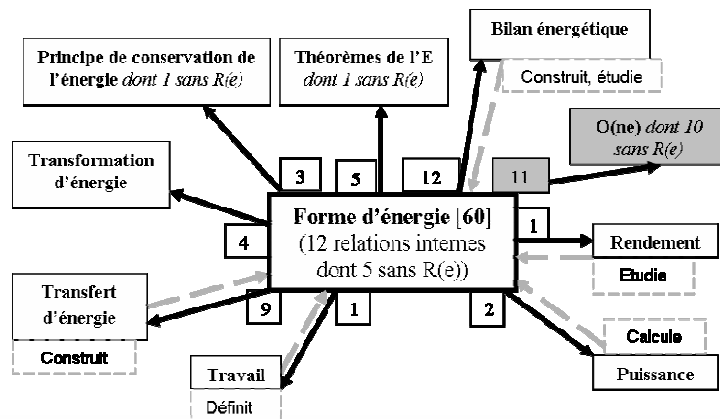 Bilan énergétique
Construit, étudie
Principe de conservation de
l'énergie dont 1 sans R(e)
Théorèmes de l'E
dont 1 sans R(e)
O(ne) dont 10
sans R(e)
Transformation
d'énergie
3
5
12
11
Forme d'énergie [60]
(12 relations internes
dont 5 sans R(e))
1
4
Rendement
Etudie
Transfert
d'énergie
Construit
9
1
2
Calcule
Puissance
Travail
Définit